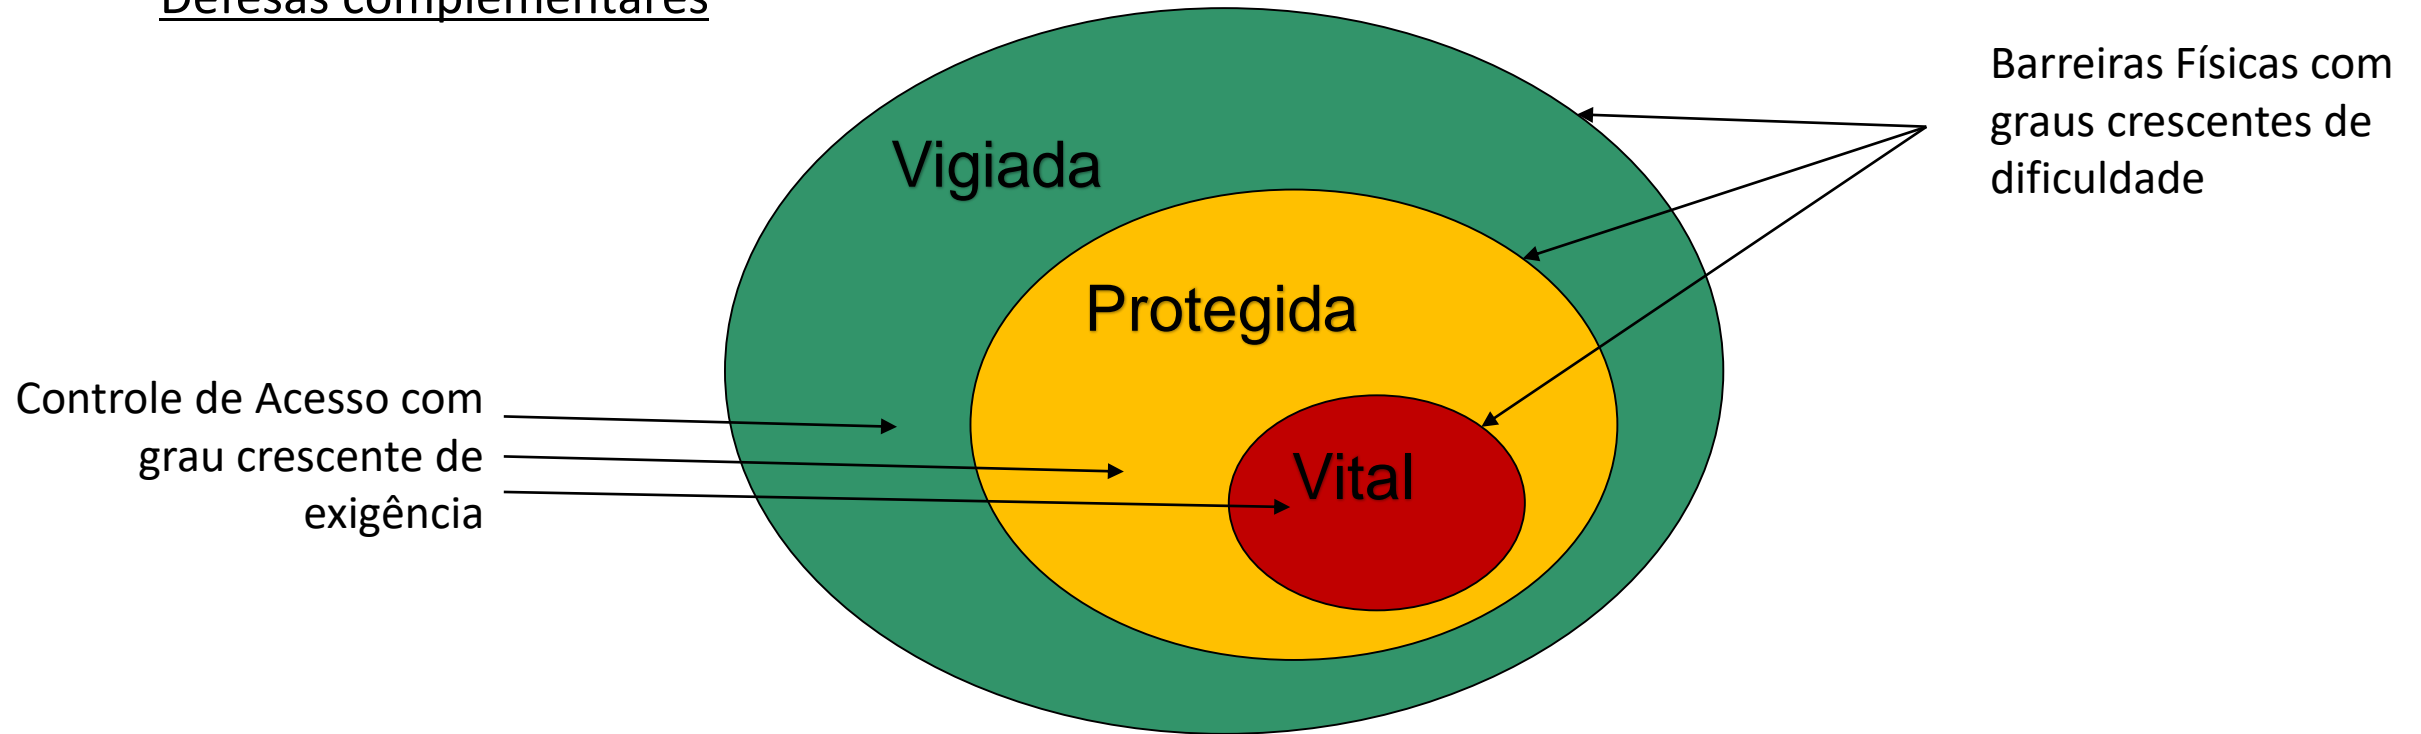 Defesas complementares
Barreiras Físicas com
graus crescentes de
dificuldade
Vigiada
Protegida
Controle de Acesso com
grau crescente de
exigência
Vital